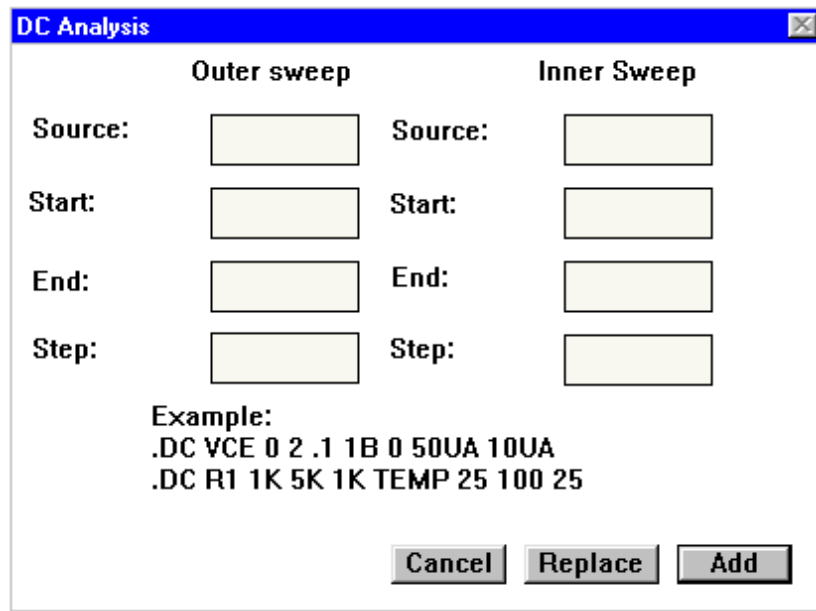 DC Analysis
Outer sweep Inner Sweep
Source: Source:
Start: Start:
End: End:
Step: Step:
Example:
.DC VCE 0 2 .1 1B 0 50UA 10UA
.DC R1 1K 5K 1K TEMP 25 100 25
Cancel Replace Add